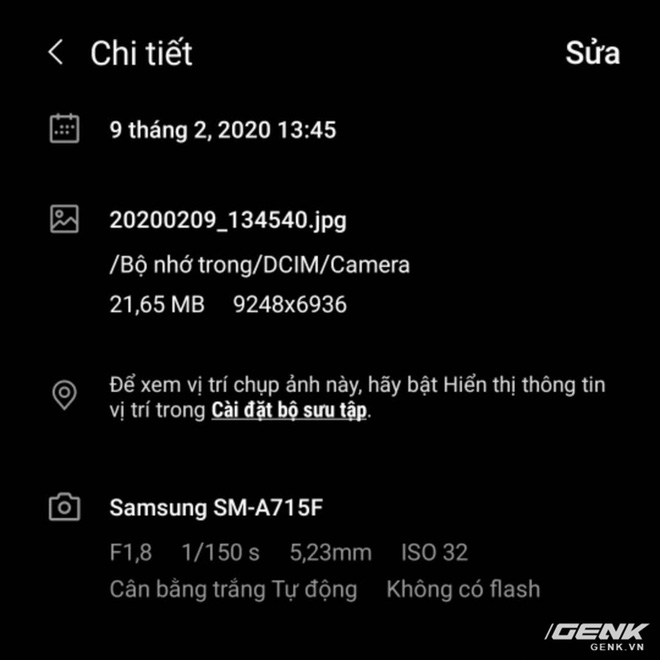 Chi tiết
Sửa
9 tháng 2, 2020 13:45
20200209_134540.jpg
/Bộ nhớ trong/DCIM/Camera
21,65 MB 9248x6936
Để xem vị trí chụp ảnh này, hãy bật Hiển thị thông tin
vị trí trong Cài đặt bộ sưu tập.
Samsung SM-A715F
F1,8 1/150 s 5,23mm ISO 32
Cân bằng trắng Tự động Không có flash
GENK
GENK.VN